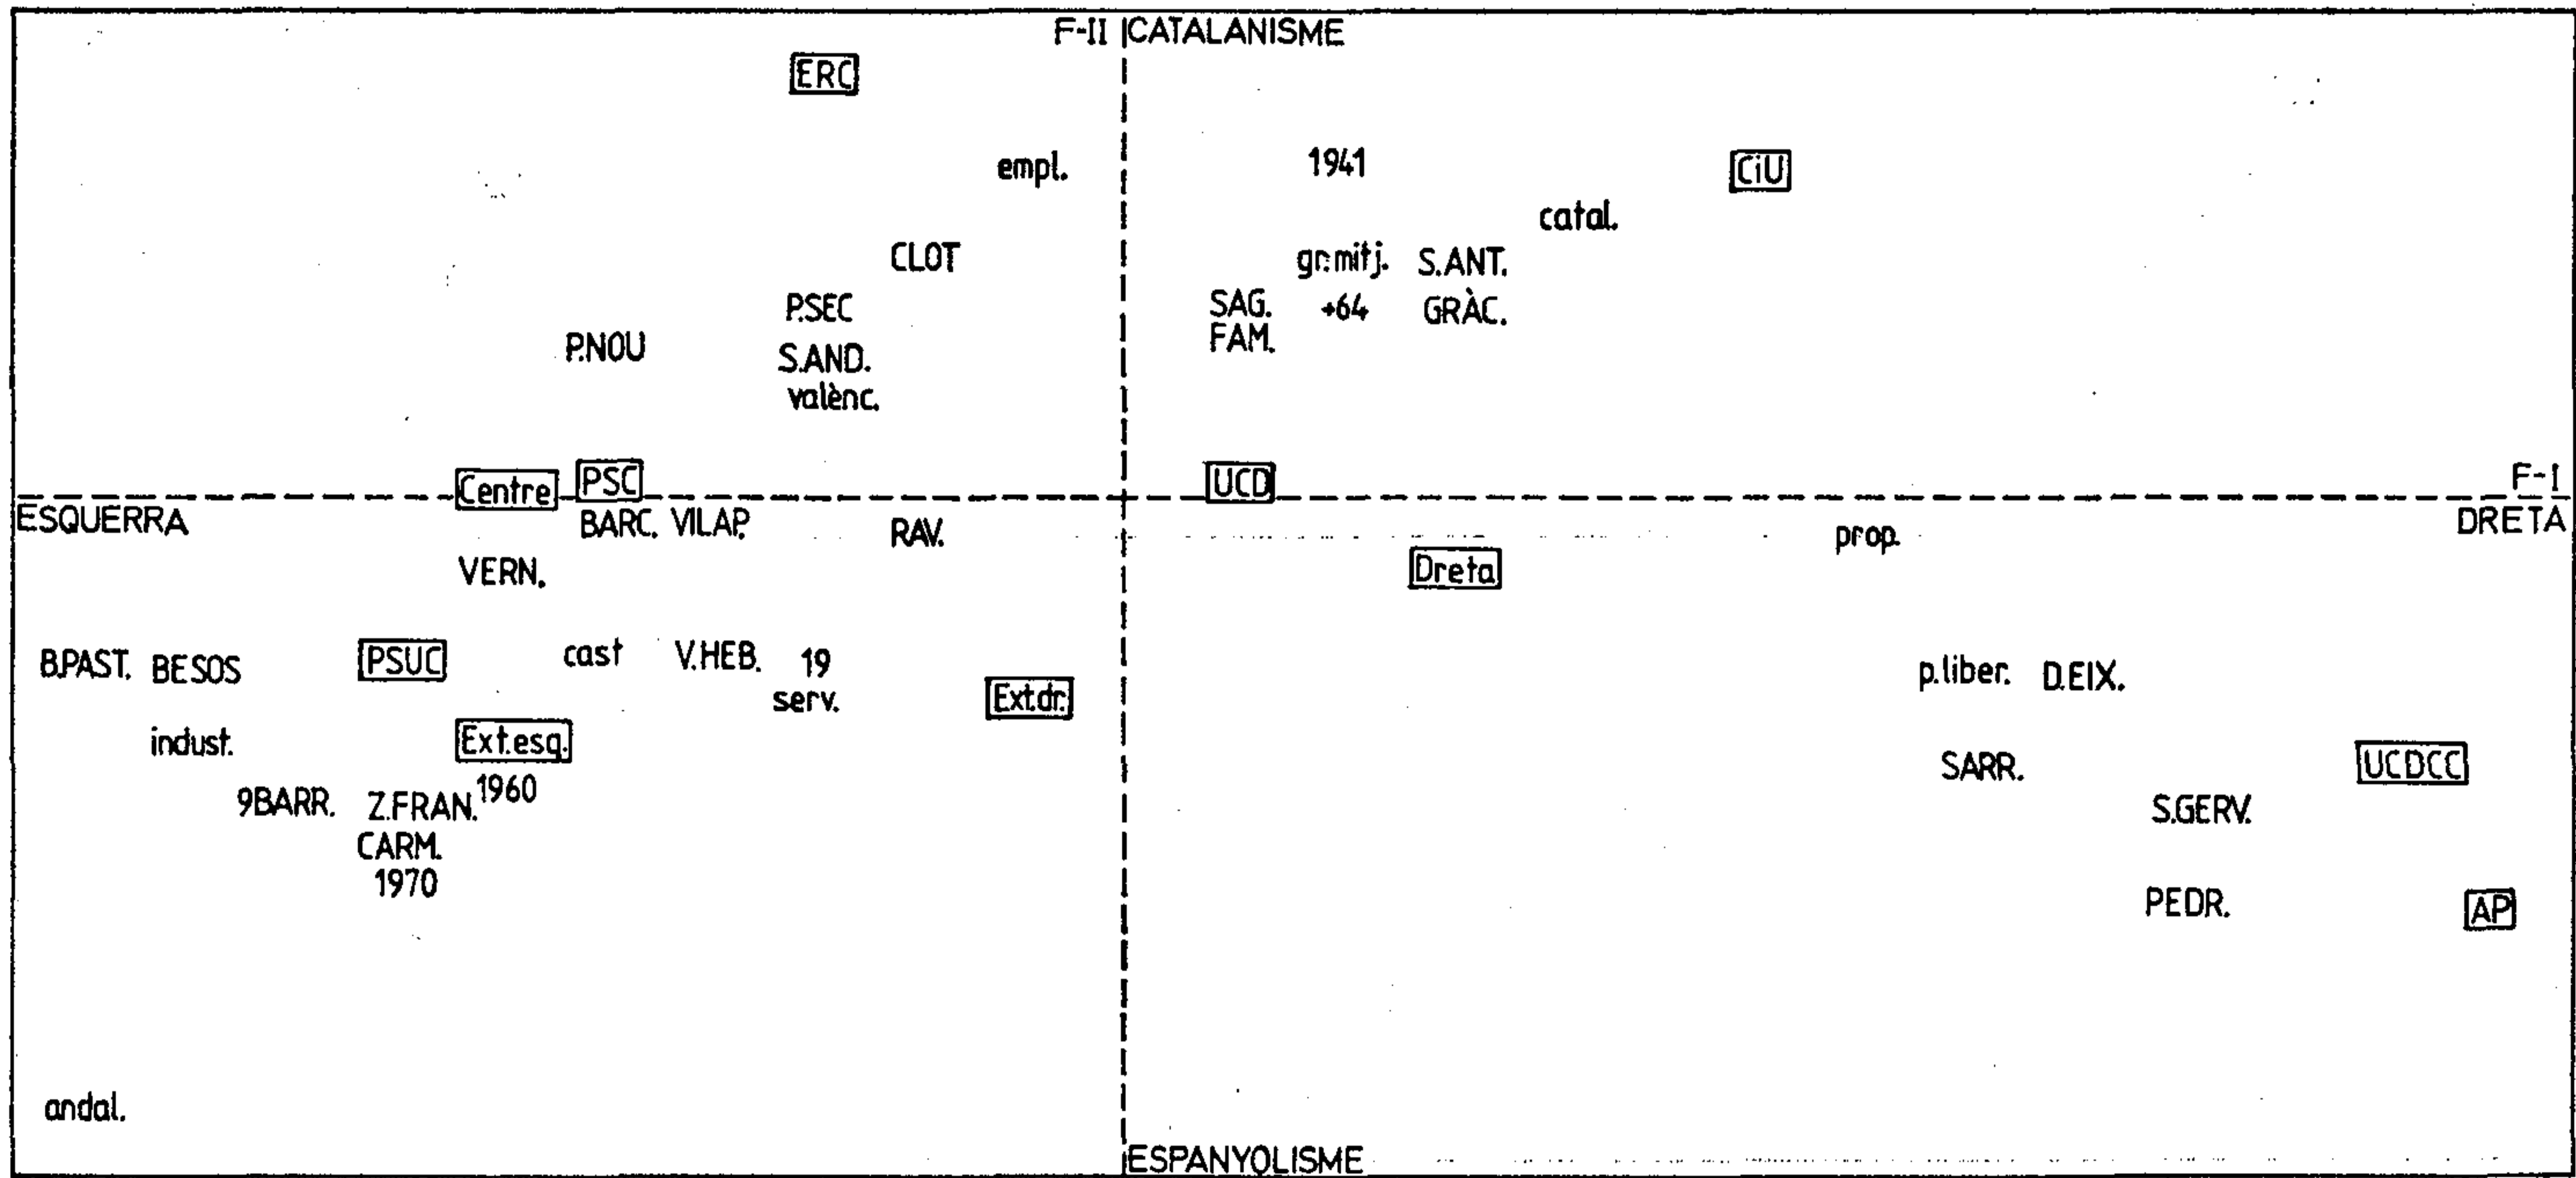 F-II CATALANISME
ERC
empl. 1941 CiU
catal.
CLOT gr.mitj. S.ANT.
P.SEC SAG. +64 GRÀC.
P.NOU FAM.
S.AND.
valènc.
Centre PSC UCD F-I
ESQUERRA BARC. VILAP. RAV. prop. DRETA
VERN. Dreta
B.PAST. BESOS PSUC cast V.HEB. 19 p.liber. D.EIX.
serv. Ext.dr.
indust. Ext.esq. SARR. UCDCC
9BARR. Z.FRAN. 1960 S.GERV.
CARM.
1970 PEDR. AP
andal.
ESPANYOLISME